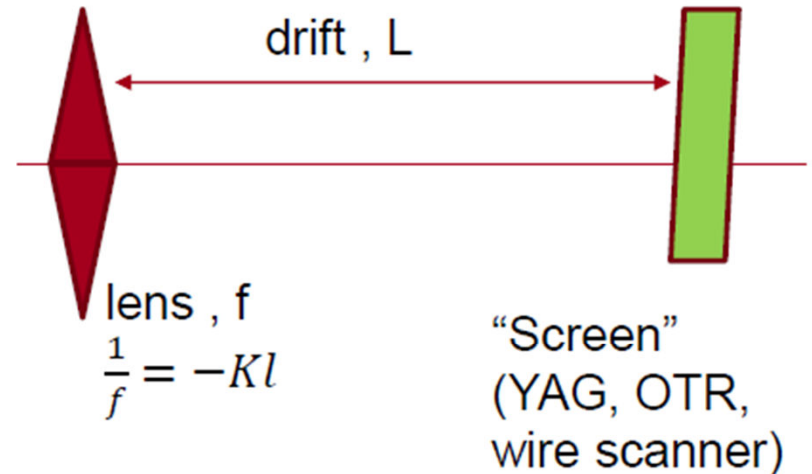 drift , L
lens , f
1/f = −Kl
“Screen”
(YAG, OTR,
wire scanner)